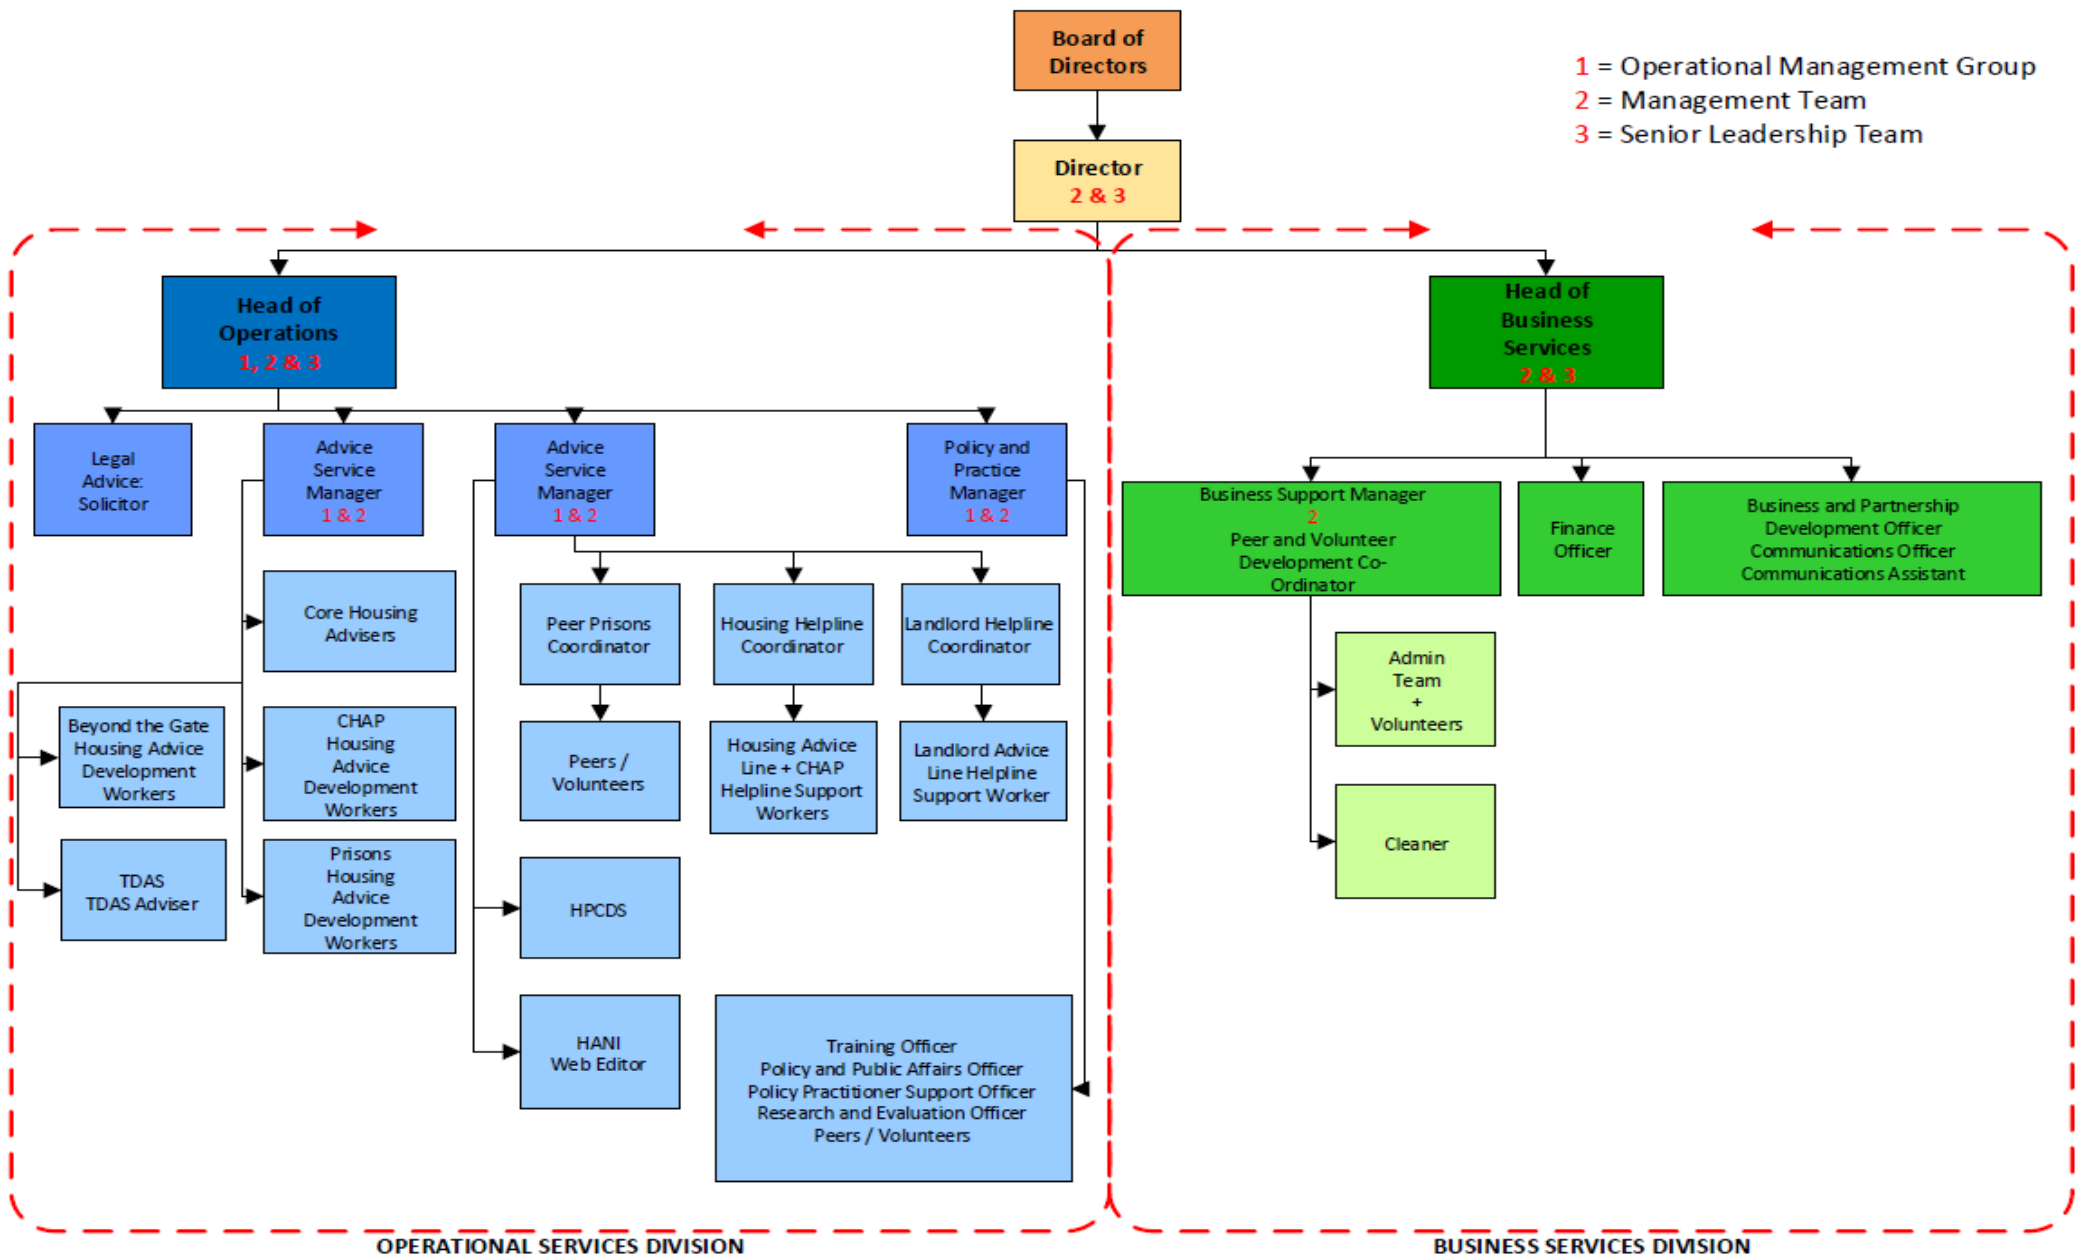 Board of
Directors
1 = Operational Management Group
2 = Management Team
3 = Senior Leadership Team
Director
2 & 3
Head of
Operations
1, 2 & 3
Head of
Business
Services
2 & 3
Legal
Advice:
Solicitor
Advice
Service
Manager
1 & 2
Advice
Service
Manager
1 & 2
Policy and
Practice
Manager
1 & 2
Business Support Manager
2
Peer and Volunteer
Development Co-
Ordinator
Finance
Officer
Business and Partnership
Development Officer
Communications Officer
Communications Assistant
Core Housing
Advisers
Peer Prisons
Coordinator
Housing Helpline
Coordinator
Landlord Helpline
Coordinator
Admin
Team
+
Volunteers
Beyond the Gate
Housing Advice
Development
Workers
CHAP
Housing
Advice
Development
Workers
Peers /
Volunteers
Housing Advice
Line + CHAP
Helpline Support
Workers
Landlord Advice
Line Helpline
Support Worker
Cleaner
TDAS
TDAS Adviser
Prisons
Housing
Advice
Development
Workers
HPCDS
HANI
Web Editor
Training Officer
Policy and Public Affairs Officer
Policy Practitioner Support Officer
Research and Evaluation Officer
Peers / Volunteers
OPERATIONAL SERVICES DIVISION
BUSINESS SERVICES DIVISION